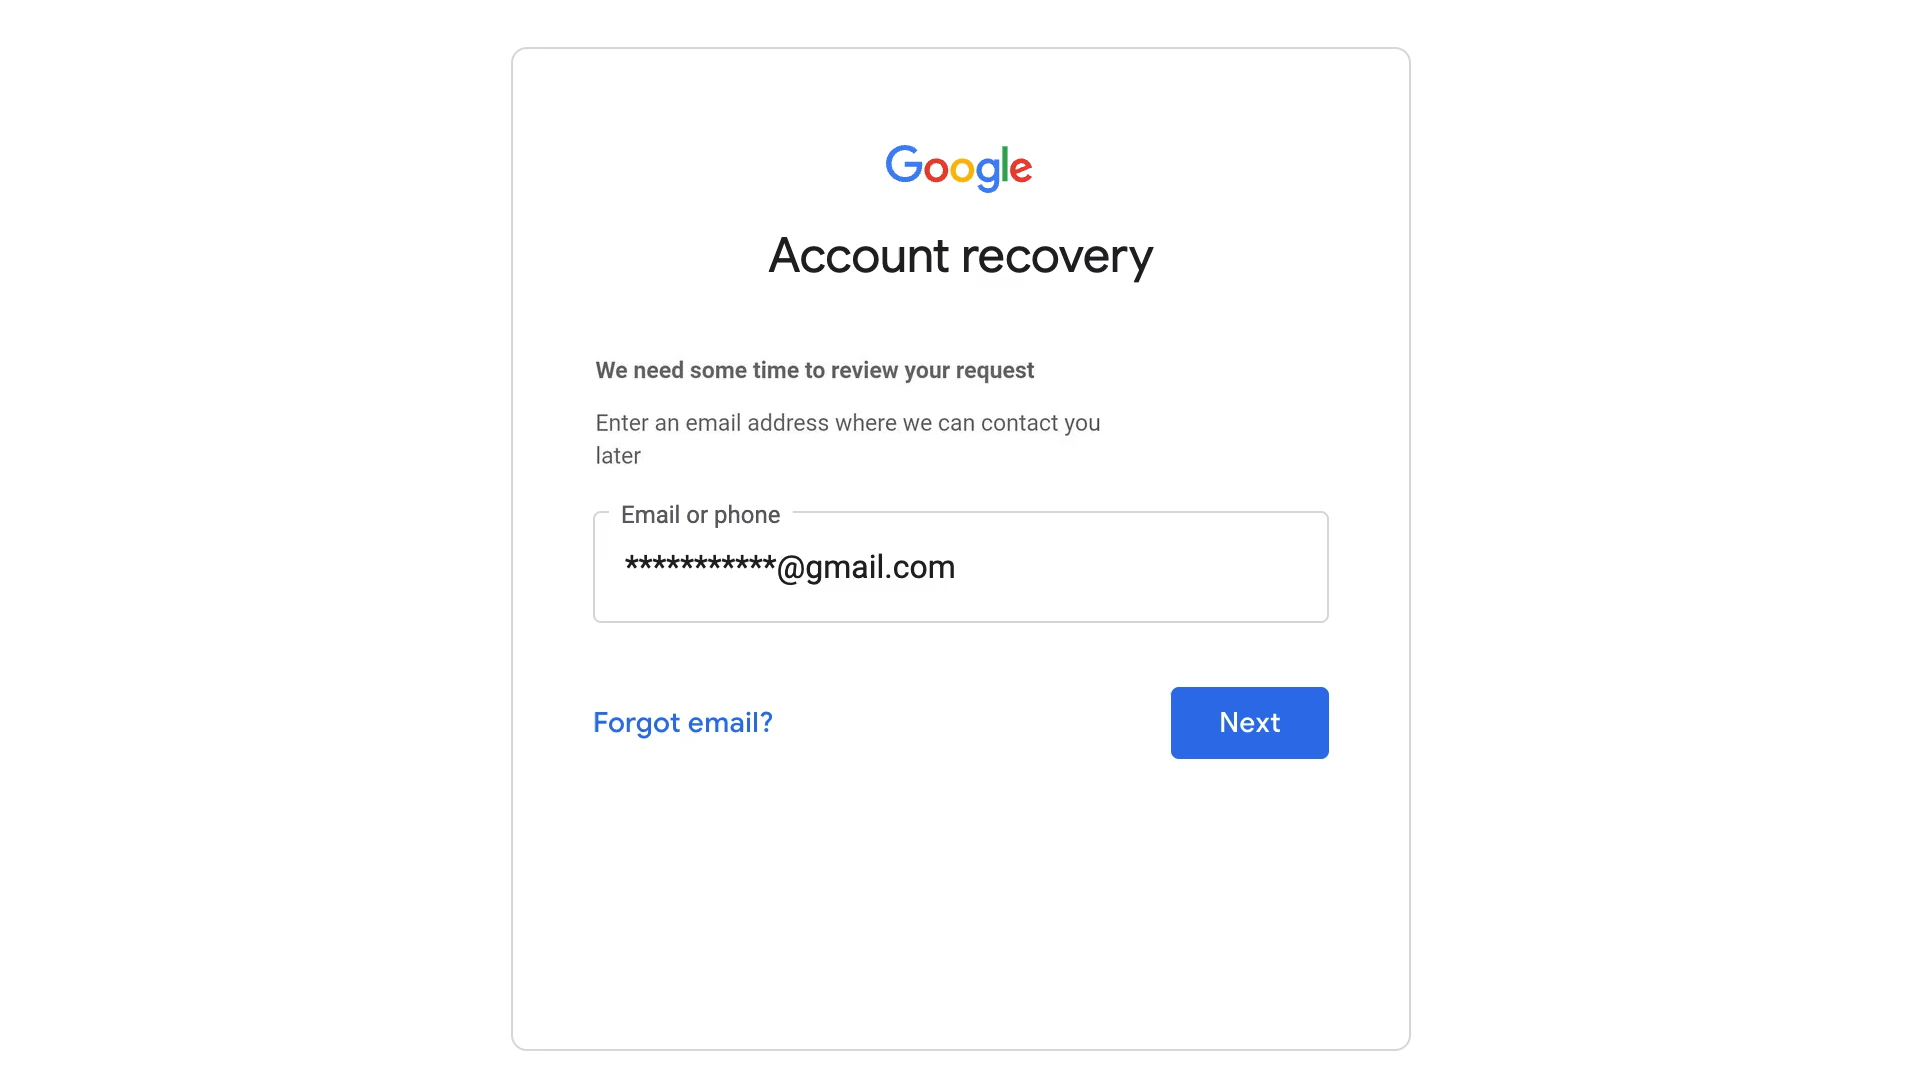 Google
Account recovery
We need some time to review your request
Enter an email address where we can contact you
later
Email or phone
***********@gmail.com
Forgot email?
Next